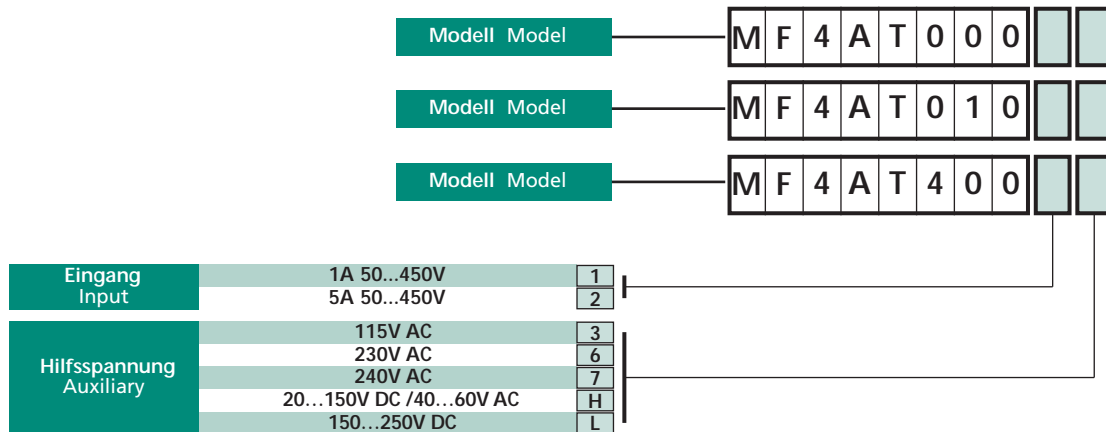 Modell Model MF4AT000
Modell Model MF4AT010
Modell Model MF4AT400
Eingang
Input
1A 50...450V 1
5A 50...450V 2
Hilfsspannung
Auxiliary
115V AC 3
230V AC 6
240V AC 7
20...150V DC /40...60V AC H
150...250V DC L